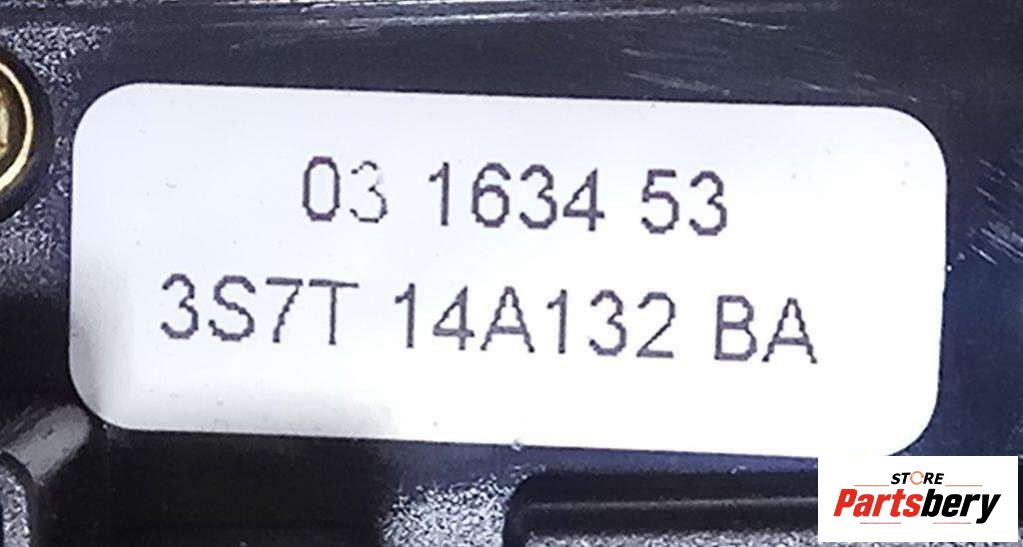 03 1634 53
3S7T 14A132 BA
STORE
Partsbery